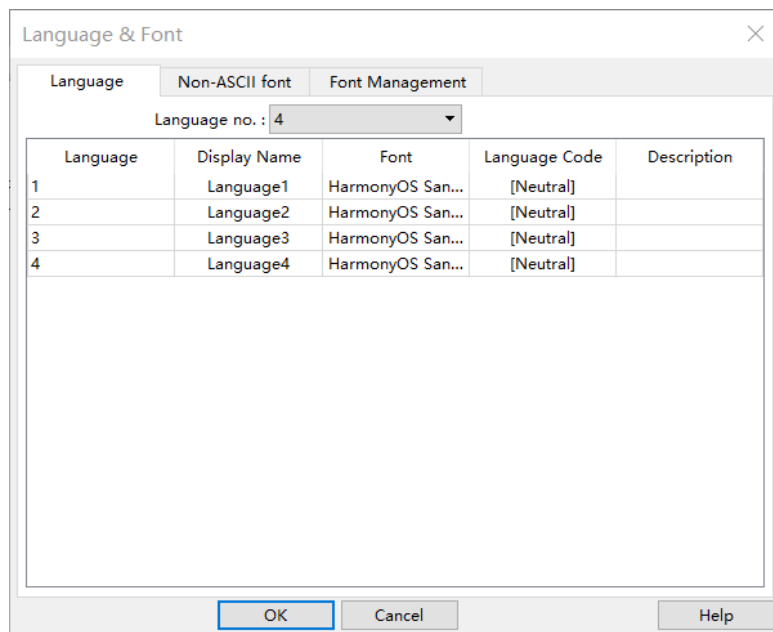 Language & Font
Language Non-ASCII font Font Management
Language no. : 4
Language Display Name Font Language Code Description
1 Language1 HarmonyOS San... [Neutral]
2 Language2 HarmonyOS San... [Neutral]
3 Language3 HarmonyOS San... [Neutral]
4 Language4 HarmonyOS San... [Neutral]
OK Cancel Help